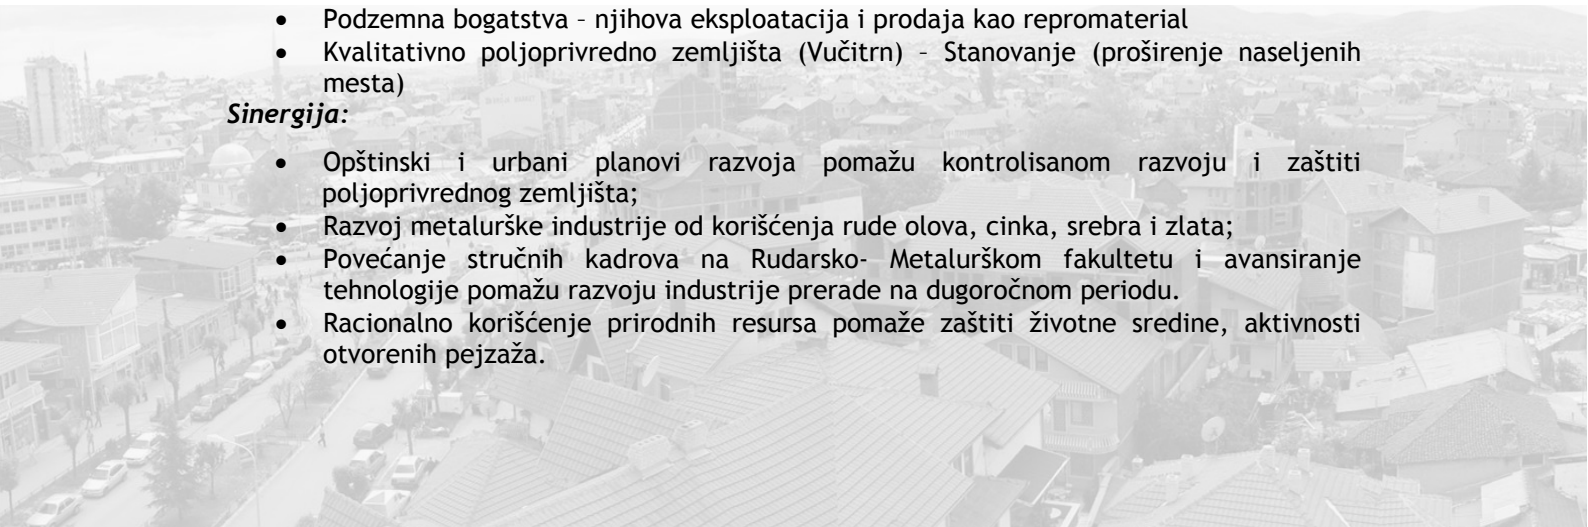 • Podzemna bogatstva – njihova eksploatacija i prodaja kao repromaterial
• Kvalitativno poljoprivredno zemljišta (Vučitrn) – Stanovanje (proširenje naseljenih
mesta)
Sinergija:
• Opštinski i urbani planovi razvoja pomažu kontrolisanom razvoju i zaštiti
poljoprivrednog zemljišta;
• Razvoj metalurške industrije od korišćenja rude olova, cinka, srebra i zlata;
• Povećanje stručnih kadrova na Rudarsko- Metalurškom fakultetu i avansiranje
tehnologije pomažu razvoju industrije prerade na dugoročnom periodu.
• Racionalno korišćenje prirodnih resursa pomaže zaštiti životne sredine, aktivnosti
otvorenih pejzaža.